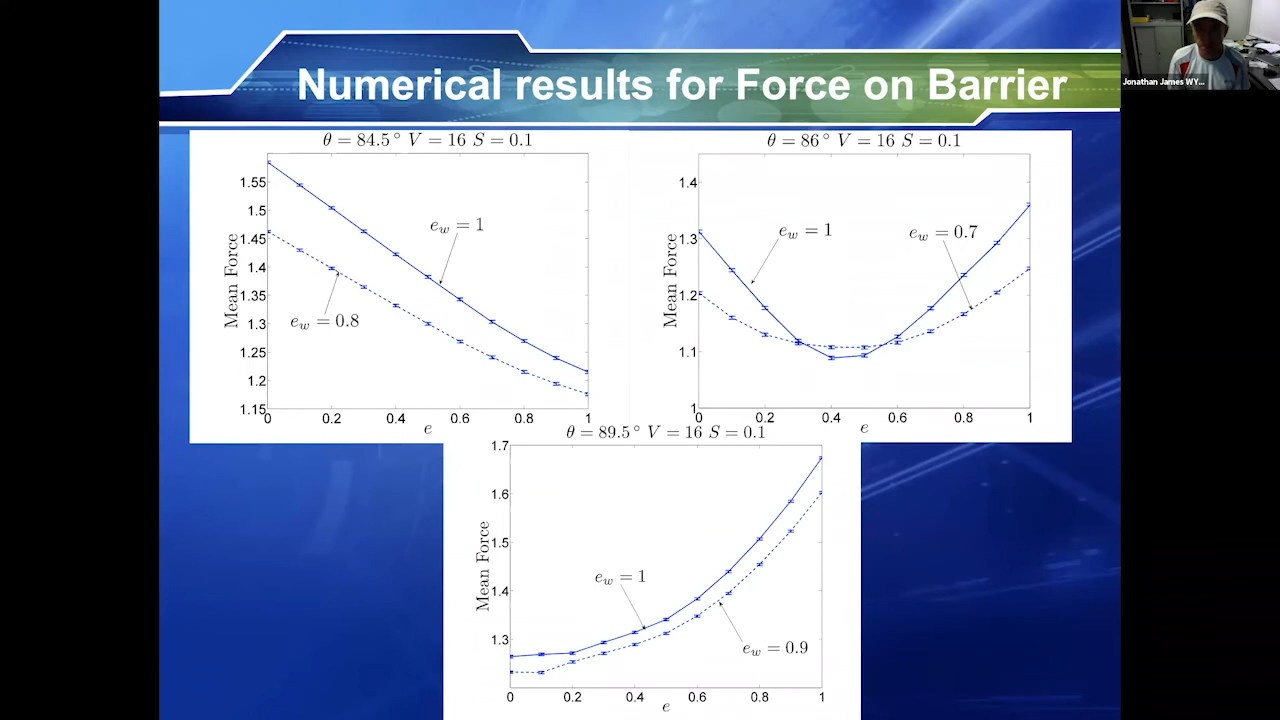 Numerical results for Force on Barrier
Jonathan James WY...
θ = 84.5° V = 16 S = 0.1
Mean Force
1.55
1.5
1.45
1.4
1.35
1.3
1.25
1.2
1.15
e_w = 1
e_w = 0.8
0 0.2 0.4 0.6 0.8 1
e
θ = 86° V = 16 S = 0.1
Mean Force
1.4
1.3
1.2
1.1
1
e_w = 1
e_w = 0.7
0 0.2 0.4 0.6 0.8 1
e
θ = 89.5° V = 16 S = 0.1
Mean Force
1.7
1.6
1.5
1.4
1.3
e_w = 1
e_w = 0.9
0 0.2 0.4 0.6 0.8 1
e